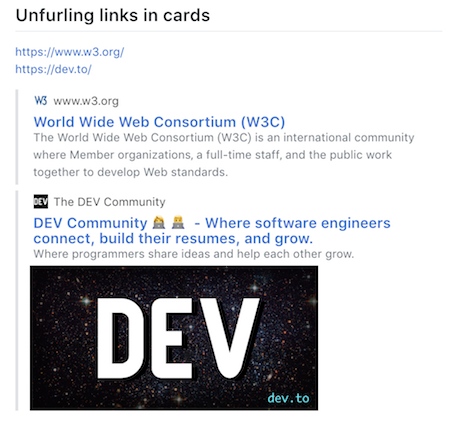 Unfurling links in cards
https://www.w3.org/
https://dev.to/
W3 www.w3.org
World Wide Web Consortium (W3C)
The World Wide Web Consortium (W3C) is an international community
where Member organizations, a full-time staff, and the public work
together to develop Web standards.
DEV The DEV Community
DEV Community 👩‍💻 👨‍💻 - Where software engineers
connect, build their resumes, and grow.
Where programmers share ideas and help each other grow.
DEV
dev.to